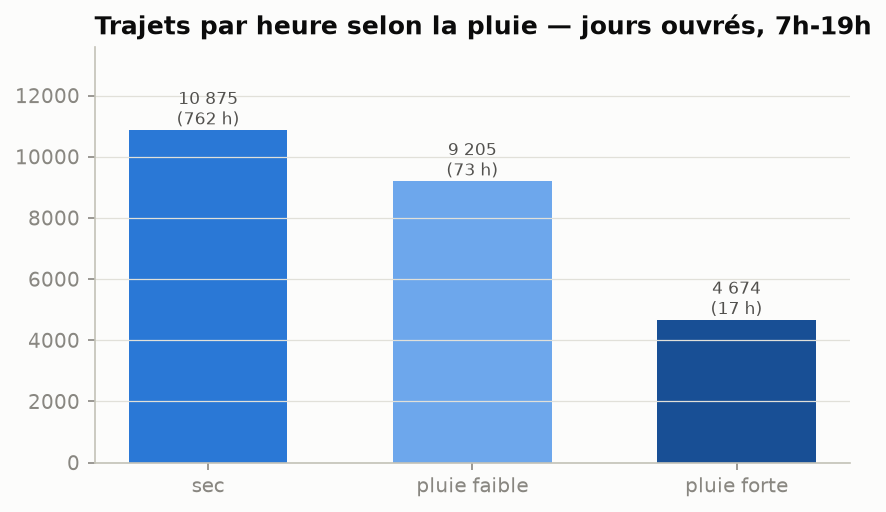 Trajets par heure selon la pluie — jours ouvrés, 7h-19h
12000
10000
8000
6000
4000
2000
0
10 875
(762 h)
9 205
(73 h)
4 674
(17 h)
sec
pluie faible
pluie forte